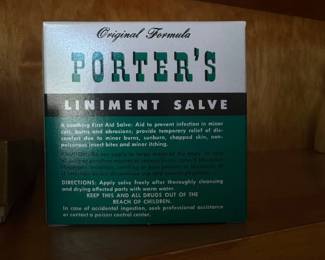 Original Formula
PORTER'S
LINIMENT SALVE
A soothing First Aid Salve: Aid to prevent infection in minor
cuts, burns and abrasions; provide temporary relief of dis-
comfort due to minor burns, sunburn, chapped skin, non-
poisonous insect bites and minor itching.
DIRECTIONS: Apply salve freely after thoroughly cleansing
and drying affected parts with warm water.
KEEP THIS AND ALL DRUGS OUT OF THE
REACH OF CHILDREN.
In case of accidental ingestion, seek professional assistance
or contact a poison control center.